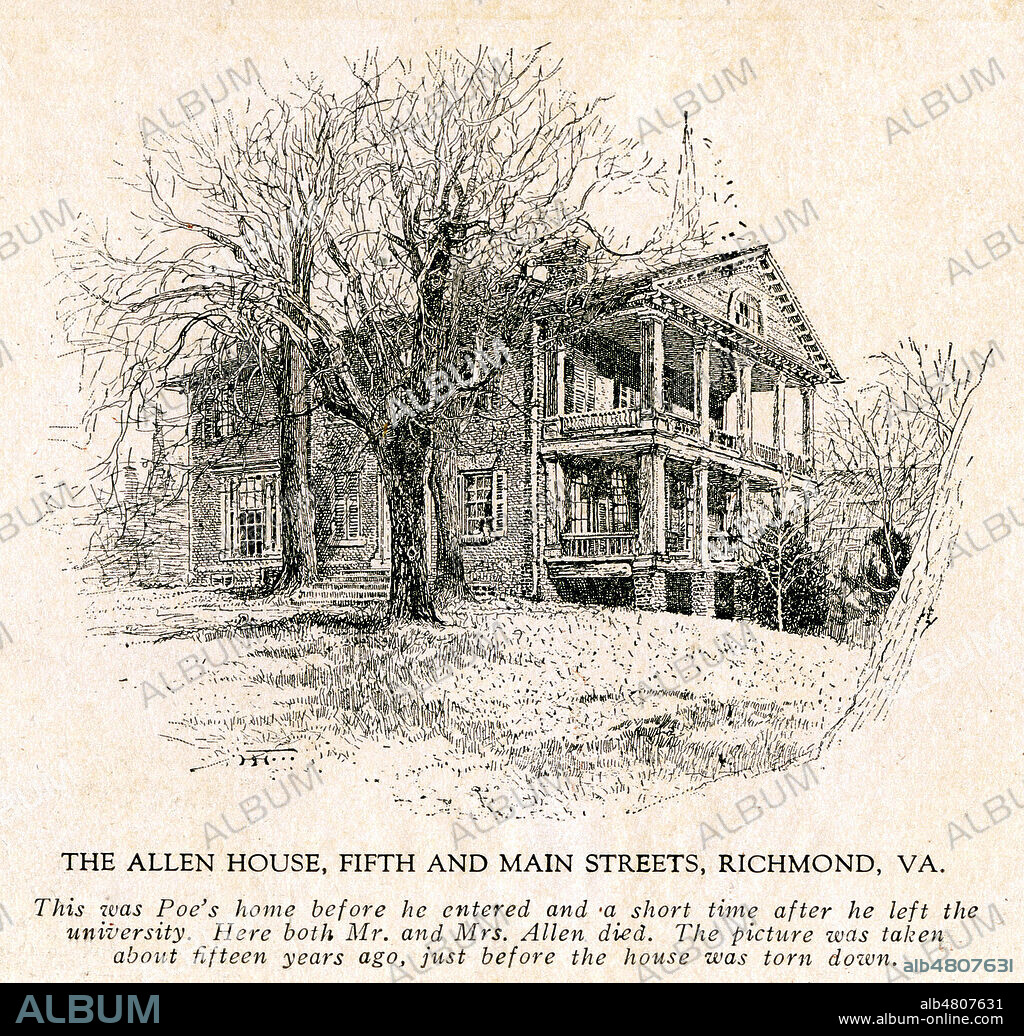 THE ALLEN HOUSE, FIFTH AND MAIN STREETS, RICHMOND, VA.
This was Poe's home before he entered and a short time after he left the
university. Here both Mr. and Mrs. Allen died. The picture was taken
about fifteen years ago, just before the house was torn down.
alb4807631
ALBUM
alb4807631
www.album-online.com